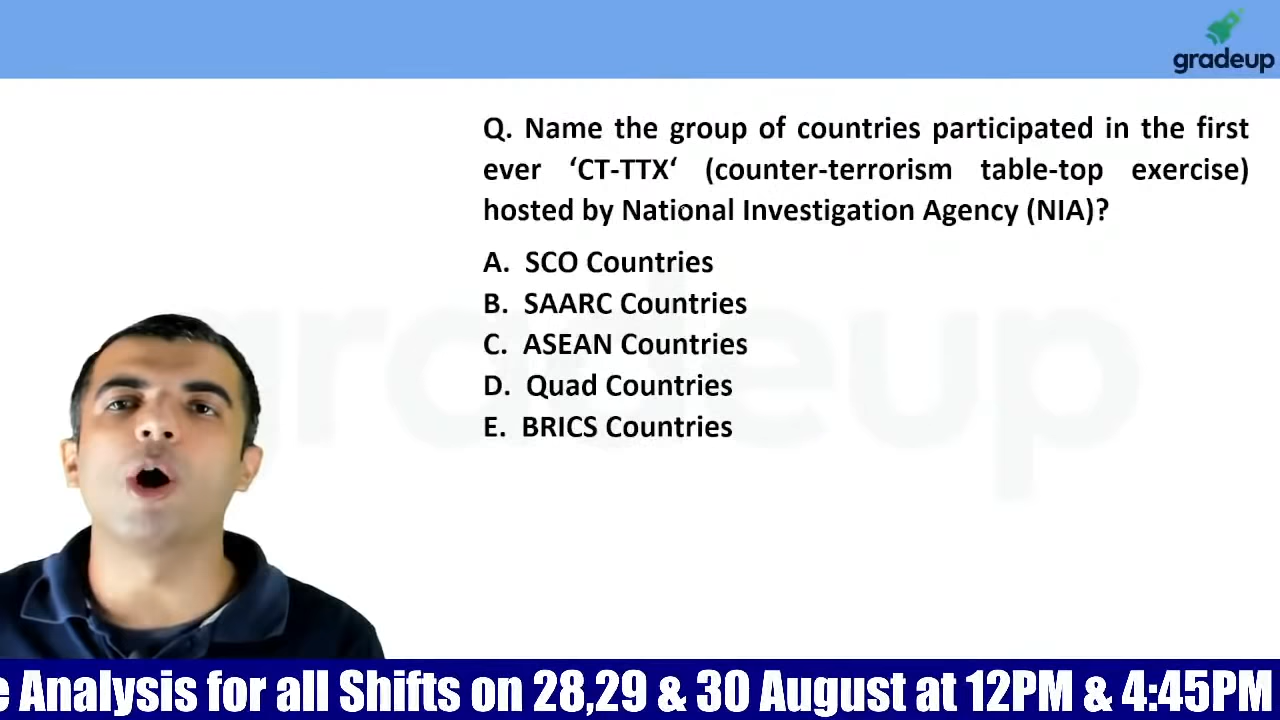 gradeup
Q. Name the group of countries participated in the first
ever ‘CT-TTX‘ (counter-terrorism table-top exercise)
hosted by National Investigation Agency (NIA)?
A. SCO Countries
B. SAARC Countries
C. ASEAN Countries
D. Quad Countries
E. BRICS Countries
gradeup
e Analysis for all Shifts on 28,29 & 30 August at 12PM & 4:45PM